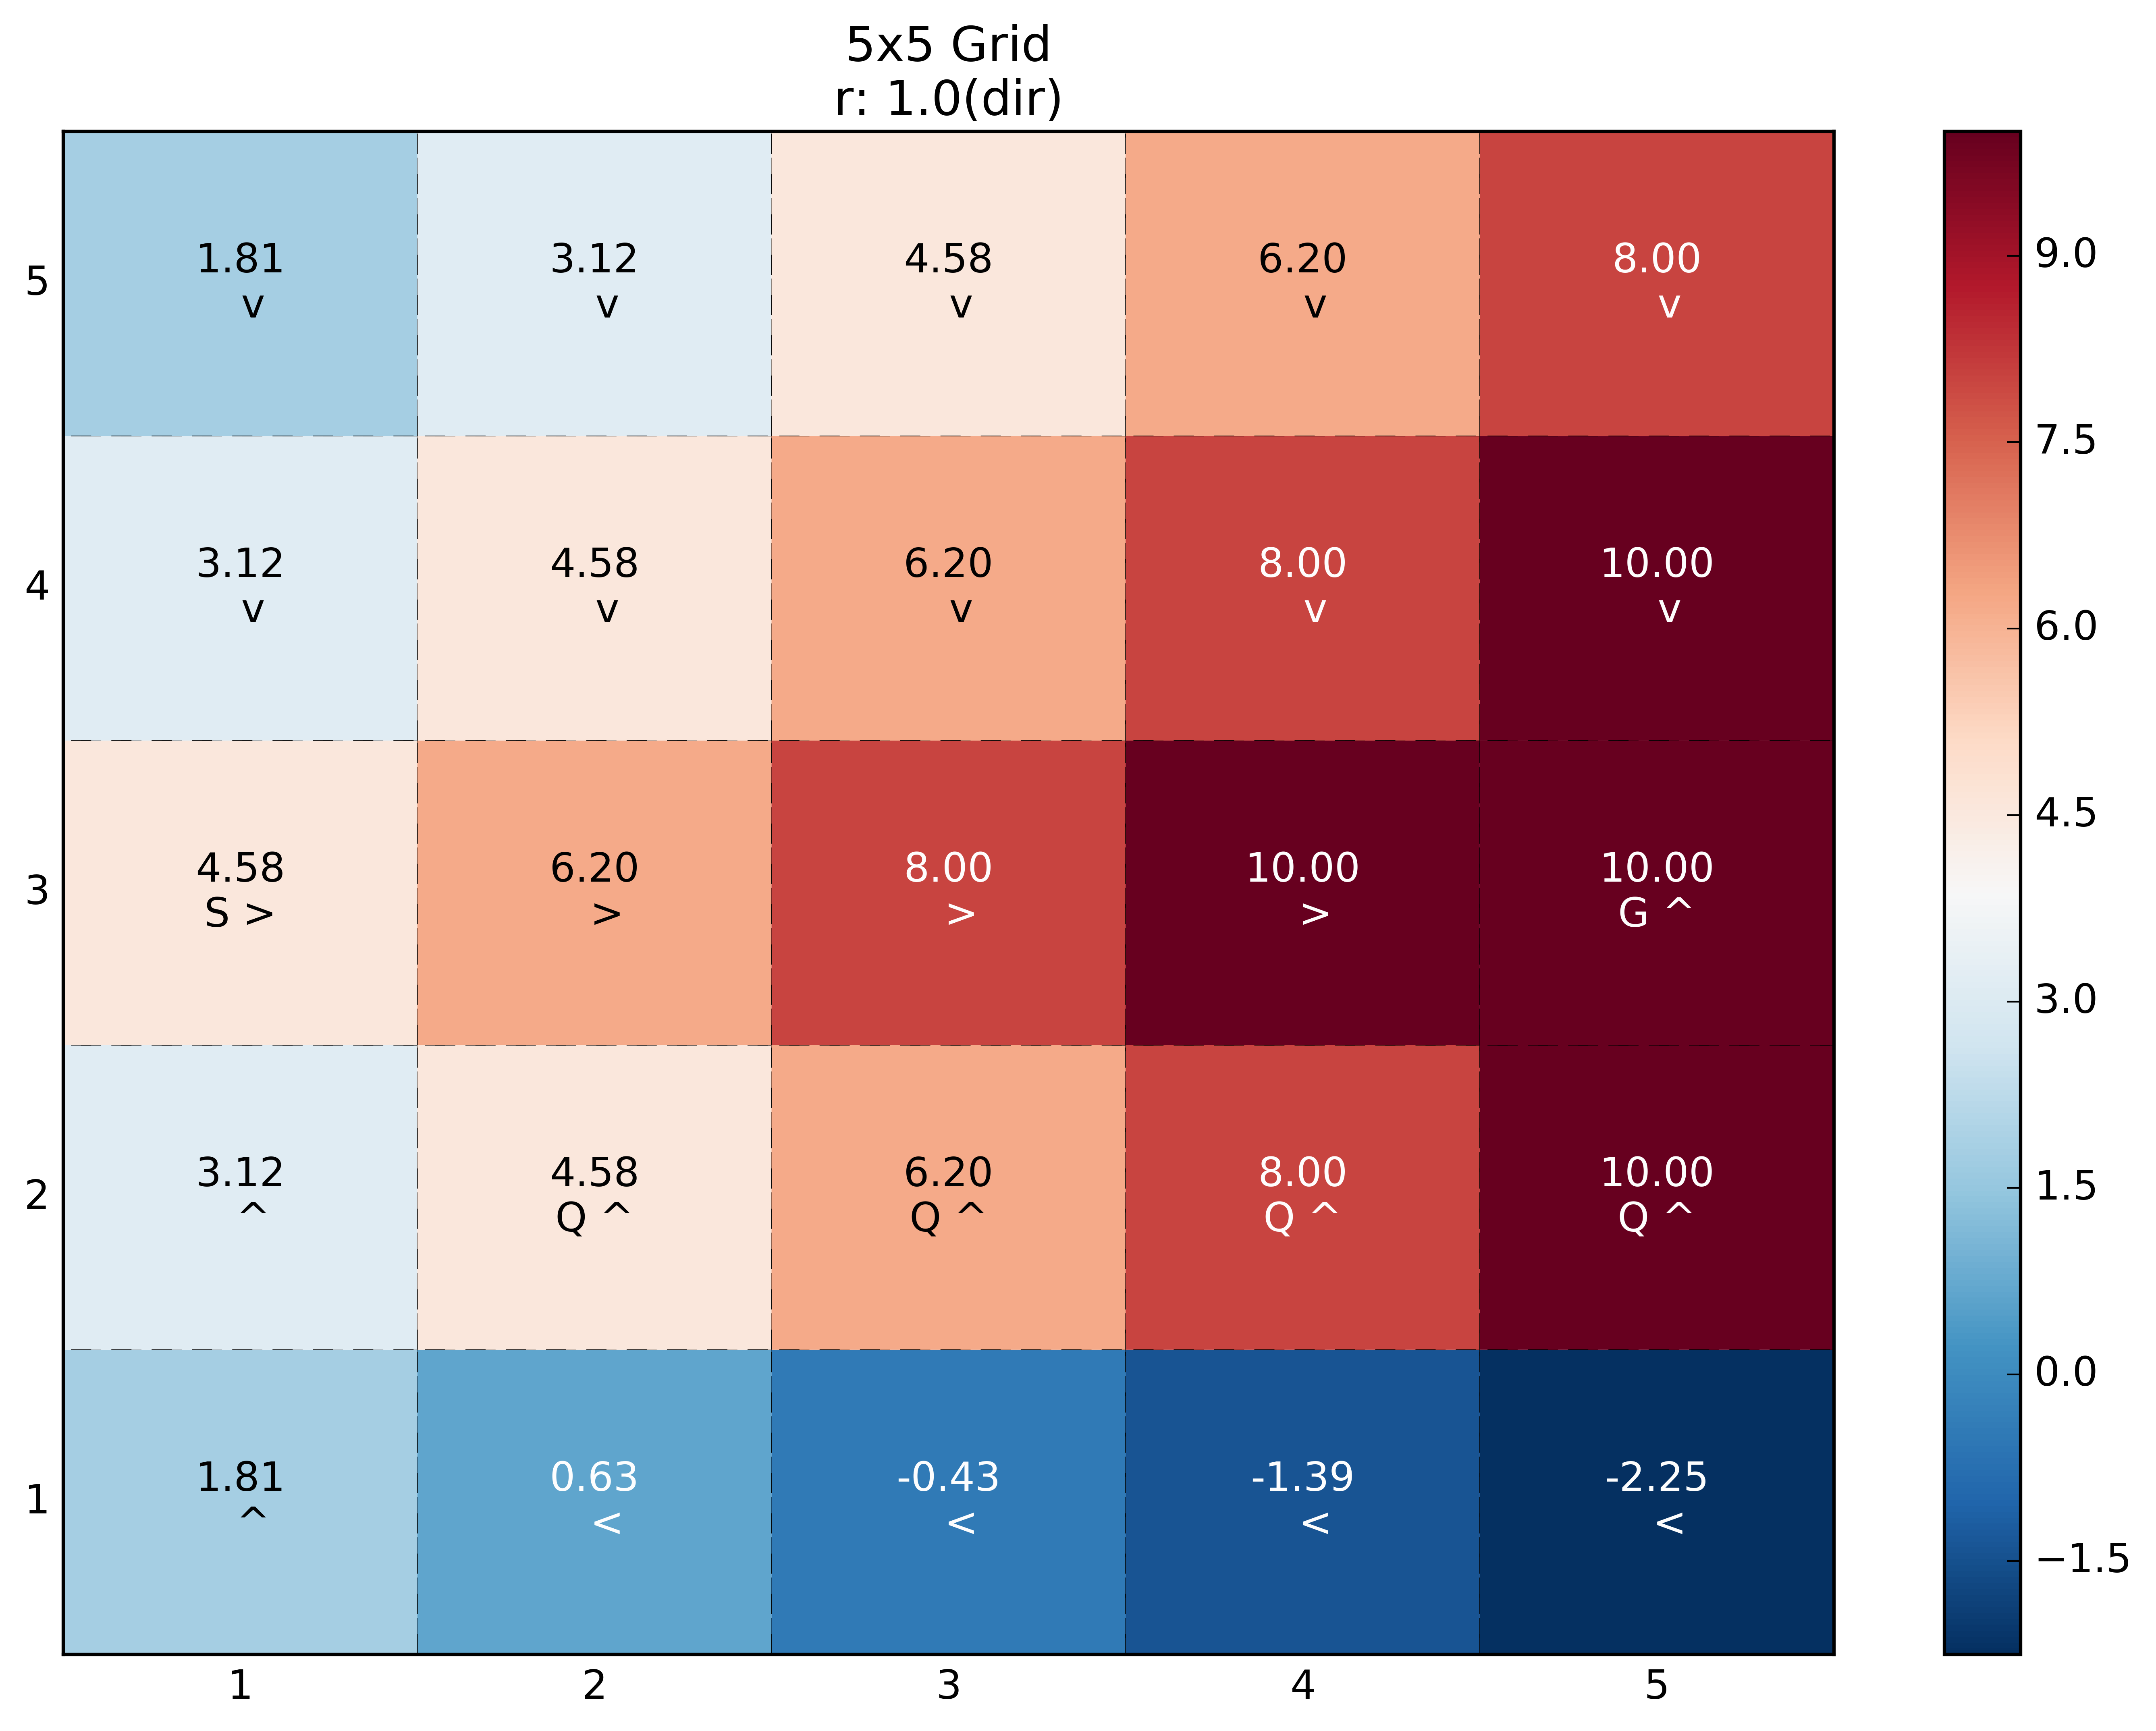 5x5 Grid
r: 1.0(dir)
5 1.81 3.12 4.58 6.20 8.00
v v v v v
4 3.12 4.58 6.20 8.00 10.00
v v v v v
3 4.58 6.20 8.00 10.00 10.00
S > > > > G ^
2 3.12 4.58 6.20 8.00 10.00
^ Q ^ Q ^ Q ^ Q ^
1 1.81 0.63 -0.43 -1.39 -2.25
^ < < < <
1 2 3 4 5
9.0
7.5
6.0
4.5
3.0
1.5
0.0
−1.5